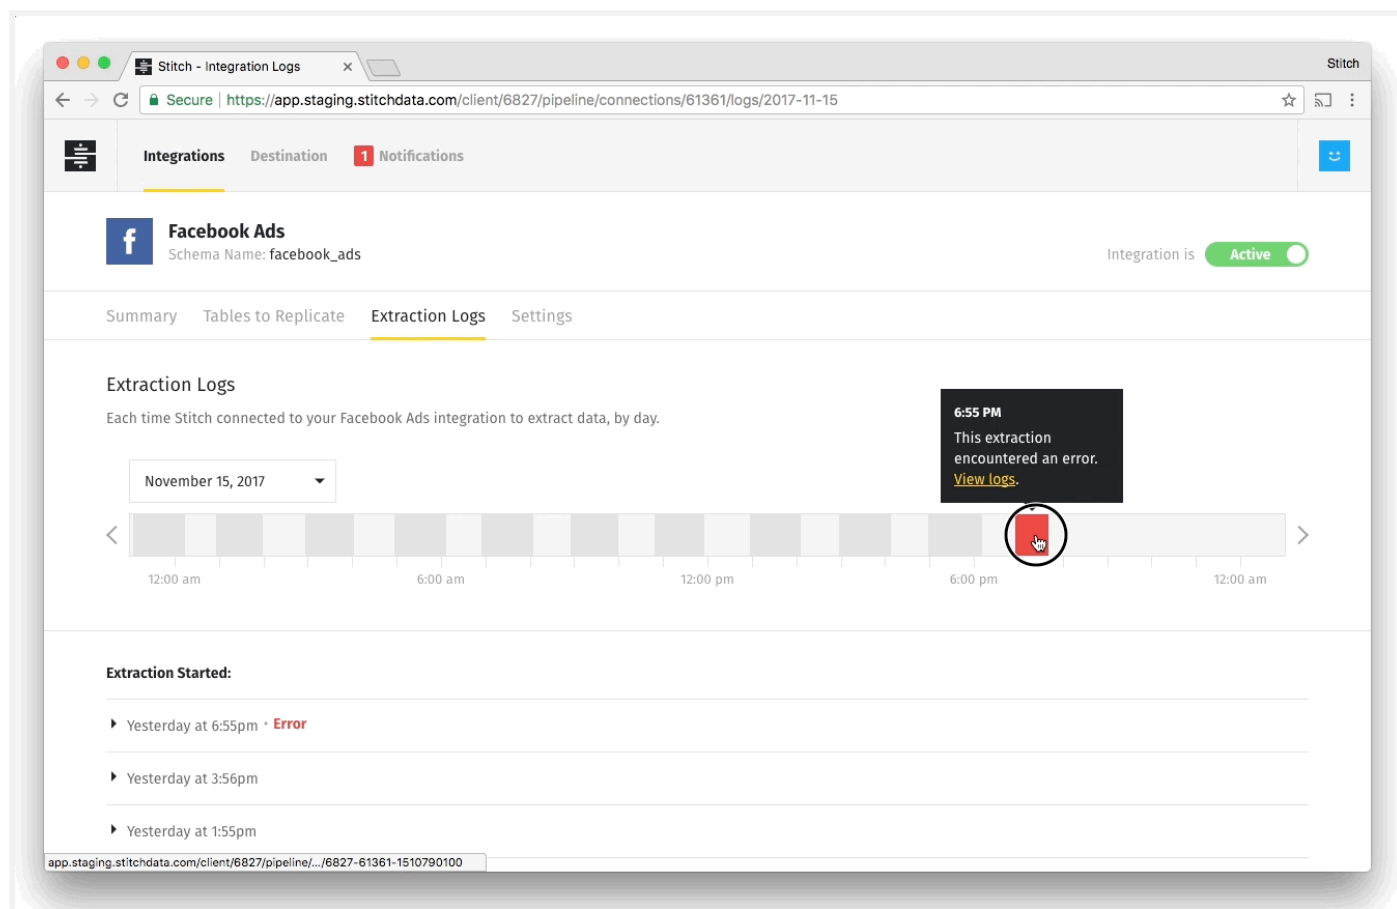 Stitch - Integration Logs
Stitch
Secure | https://app.staging.stitchdata.com/client/6827/pipeline/connections/61361/logs/2017-11-15
Integrations Destination 1 Notifications
f
Facebook Ads
Schema Name: facebook_ads
Integration is Active
Summary Tables to Replicate Extraction Logs Settings
Extraction Logs
Each time Stitch connected to your Facebook Ads integration to extract data, by day.
6:55 PM
This extraction
encountered an error.
View logs.
November 15, 2017
12:00 am 6:00 am 12:00 pm 6:00 pm 12:00 am
Extraction Started:
Yesterday at 6:55pm · Error
Yesterday at 3:56pm
Yesterday at 1:55pm
app.staging.stitchdata.com/client/6827/pipeline/.../6827-61361-1510790100